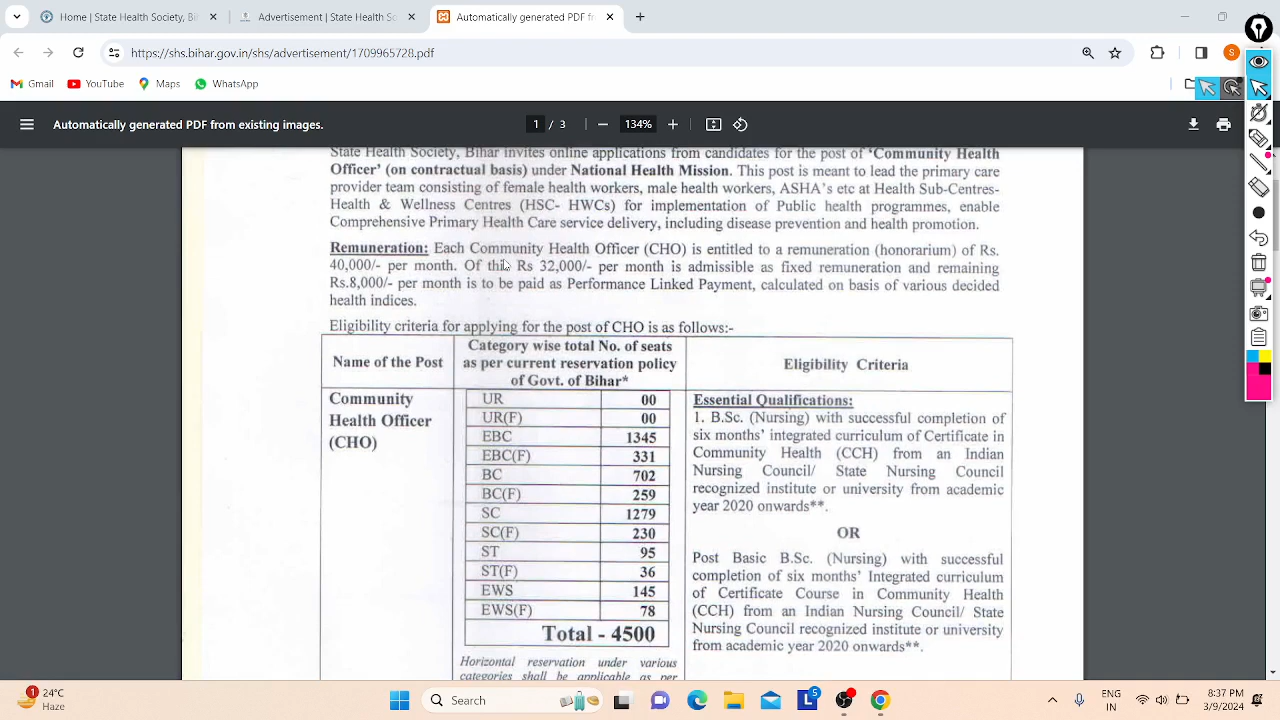 Home | State Health Society, Bi
Advertisement | State Health S
Automatically generated PDF fr
https://shs.bihar.gov.in/shs/advertisement/1709965728.pdf
S
Gmail
YouTube
Maps
WhatsApp
Automatically generated PDF from existing images.
1 / 3
134%
State Health Society, Bihar invites online applications from candidates for the post of 'Community Health
Officer' (on contractual basis) under National Health Mission. This post is meant to lead the primary care
provider team consisting of female health workers, male health workers, ASHA's etc at Health Sub-Centres-
Health & Wellness Centres (HSC- HWCs) for implementation of Public health programmes, enable
Comprehensive Primary Health Care service delivery, including disease prevention and health promotion.
Remuneration: Each Community Health Officer (CHO) is entitled to a remuneration (honorarium) of Rs.
40,000/- per month. Of this Rs 32,000/- per month is admissible as fixed remuneration and remaining
Rs.8,000/- per month is to be paid as Performance Linked Payment, calculated on basis of various decided
health indices.
Eligibility criteria for applying for the post of CHO is as follows:-
Name of the Post
Category wise total No. of seats
as per current reservation policy
of Govt. of Bihar*
Eligibility Criteria
Community
Health Officer
(CHO)
UR 00
UR(F) 00
EBC 1345
EBC(F) 331
BC 702
BC(F) 259
SC 1279
SC(F) 230
ST 95
ST(F) 36
EWS 145
EWS(F) 78
Total - 4500
Horizontal reservation under various
categories shall be applicable as per
Essential Qualifications:
1. B.Sc. (Nursing) with successful completion of
six months' integrated curriculum of Certificate in
Community Health (CCH) from an Indian
Nursing Council/ State Nursing Council
recognized institute or university from academic
year 2020 onwards**.
OR
Post Basic B.Sc. (Nursing) with successful
completion of six months' Integrated curriculum
of Certificate Course in Community Health
(CCH) from an Indian Nursing Council/ State
Nursing Council recognized institute or university
from academic year 2020 onwards**.
1
24°C
Haze
Search
L
5
ENG
IN
8:37 PM
3/9/2024